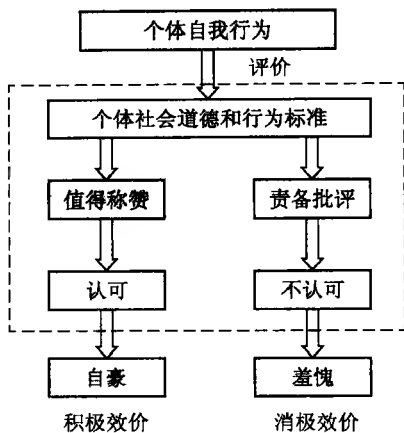 个体自我行为
评价
个体社会道德和行为标准
值得称赞 责备批评
认可 不认可
自豪 羞愧
积极效价 消极效价